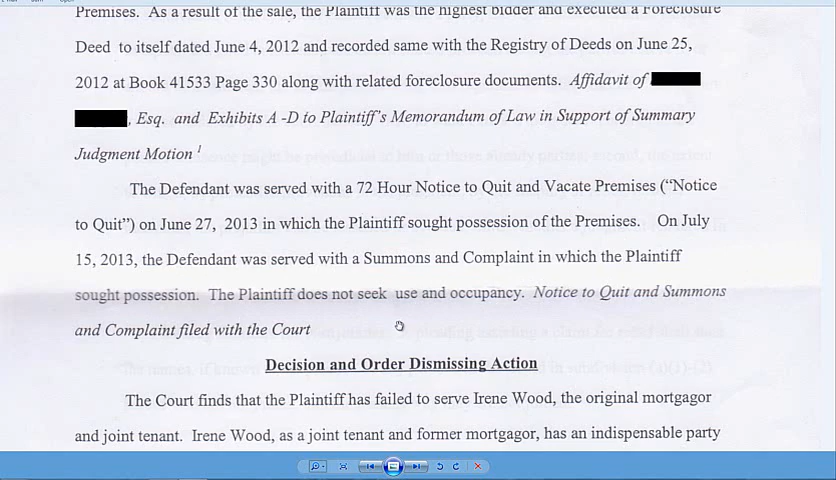 Premises. As a result of the sale, the Plaintiff was the highest bidder and executed a Foreclosure
Deed to itself dated June 4, 2012 and recorded same with the Registry of Deeds on June 25,
2012 at Book 41533 Page 330 along with related foreclosure documents. Affidavit of
, Esq. and Exhibits A -D to Plaintiff's Memorandum of Law in Support of Summary
Judgment Motion 1
The Defendant was served with a 72 Hour Notice to Quit and Vacate Premises (“Notice
to Quit”) on June 27, 2013 in which the Plaintiff sought possession of the Premises. On July
15, 2013, the Defendant was served with a Summons and Complaint in which the Plaintiff
sought possession. The Plaintiff does not seek use and occupancy. Notice to Quit and Summons
and Complaint filed with the Court
Decision and Order Dismissing Action
The Court finds that the Plaintiff has failed to serve Irene Wood, the original mortgagor
and joint tenant. Irene Wood, as a joint tenant and former mortgagor, has an indispensable party